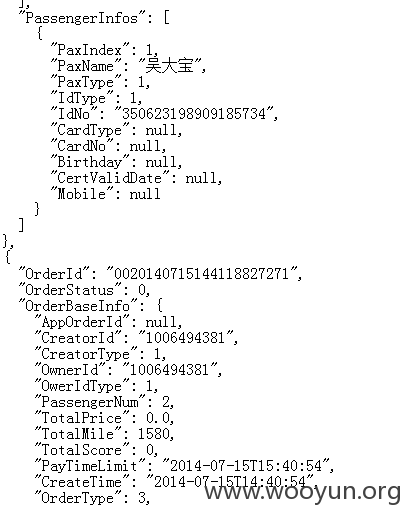 ],
"PassengerInfos": [
{
"PaxIndex": 1,
"PaxName": "吴大宝",
"PaxType": 1,
"IdType": 1,
"IdNo": "350623198909185734",
"CardType": null,
"CardNo": null,
"Birthday": null,
"CertValidDate": null,
"Mobile": null
}
]
},
{
"OrderId": "0020140715144118827271",
"OrderStatus": 0,
"OrderBaseInfo": {
"AppOrderId": null,
"CreatorId": "1006494381",
"CreatorType": 1,
"OwnerId": "1006494381",
"OwerIdType": 1,
"PassengerNum": 2,
"TotalPrice": 0.0,
"TotalMile": 1580,
"TotalScore": 0,
"PayTimeLimit": "2014-07-15T15:40:54",
"CreateTime": "2014-07-15T14:40:54",
"OrderType": 3,
www.wooyun.org